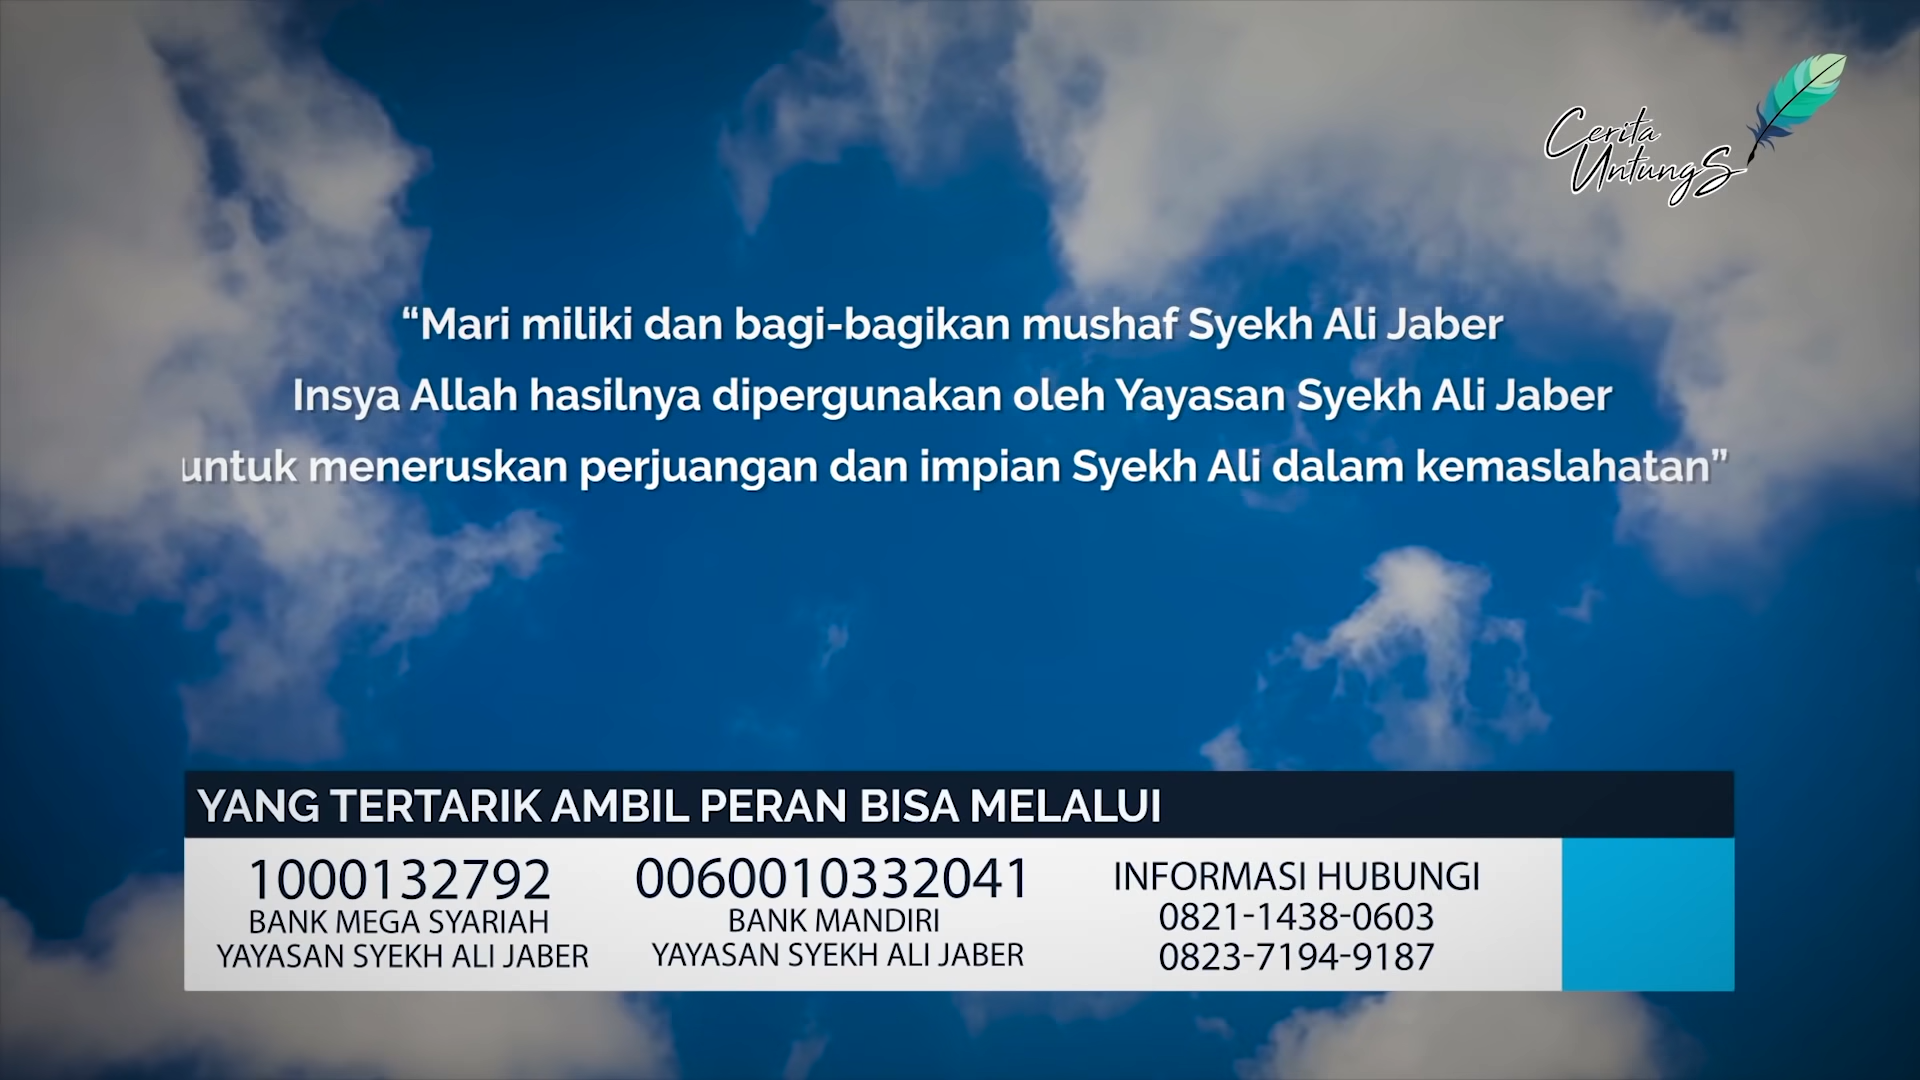 Cerita
UntungS
“Mari miliki dan bagi-bagikan mushaf Syekh Ali Jaber
Insya Allah hasilnya dipergunakan oleh Yayasan Syekh Ali Jaber
untuk meneruskan perjuangan dan impian Syekh Ali dalam kemaslahatan”
YANG TERTARIK AMBIL PERAN BISA MELALUI
1000132792
BANK MEGA SYARIAH
YAYASAN SYEKH ALI JABER
0060010332041
BANK MANDIRI
YAYASAN SYEKH ALI JABER
INFORMASI HUBUNGI
0821-1438-0603
0823-7194-9187